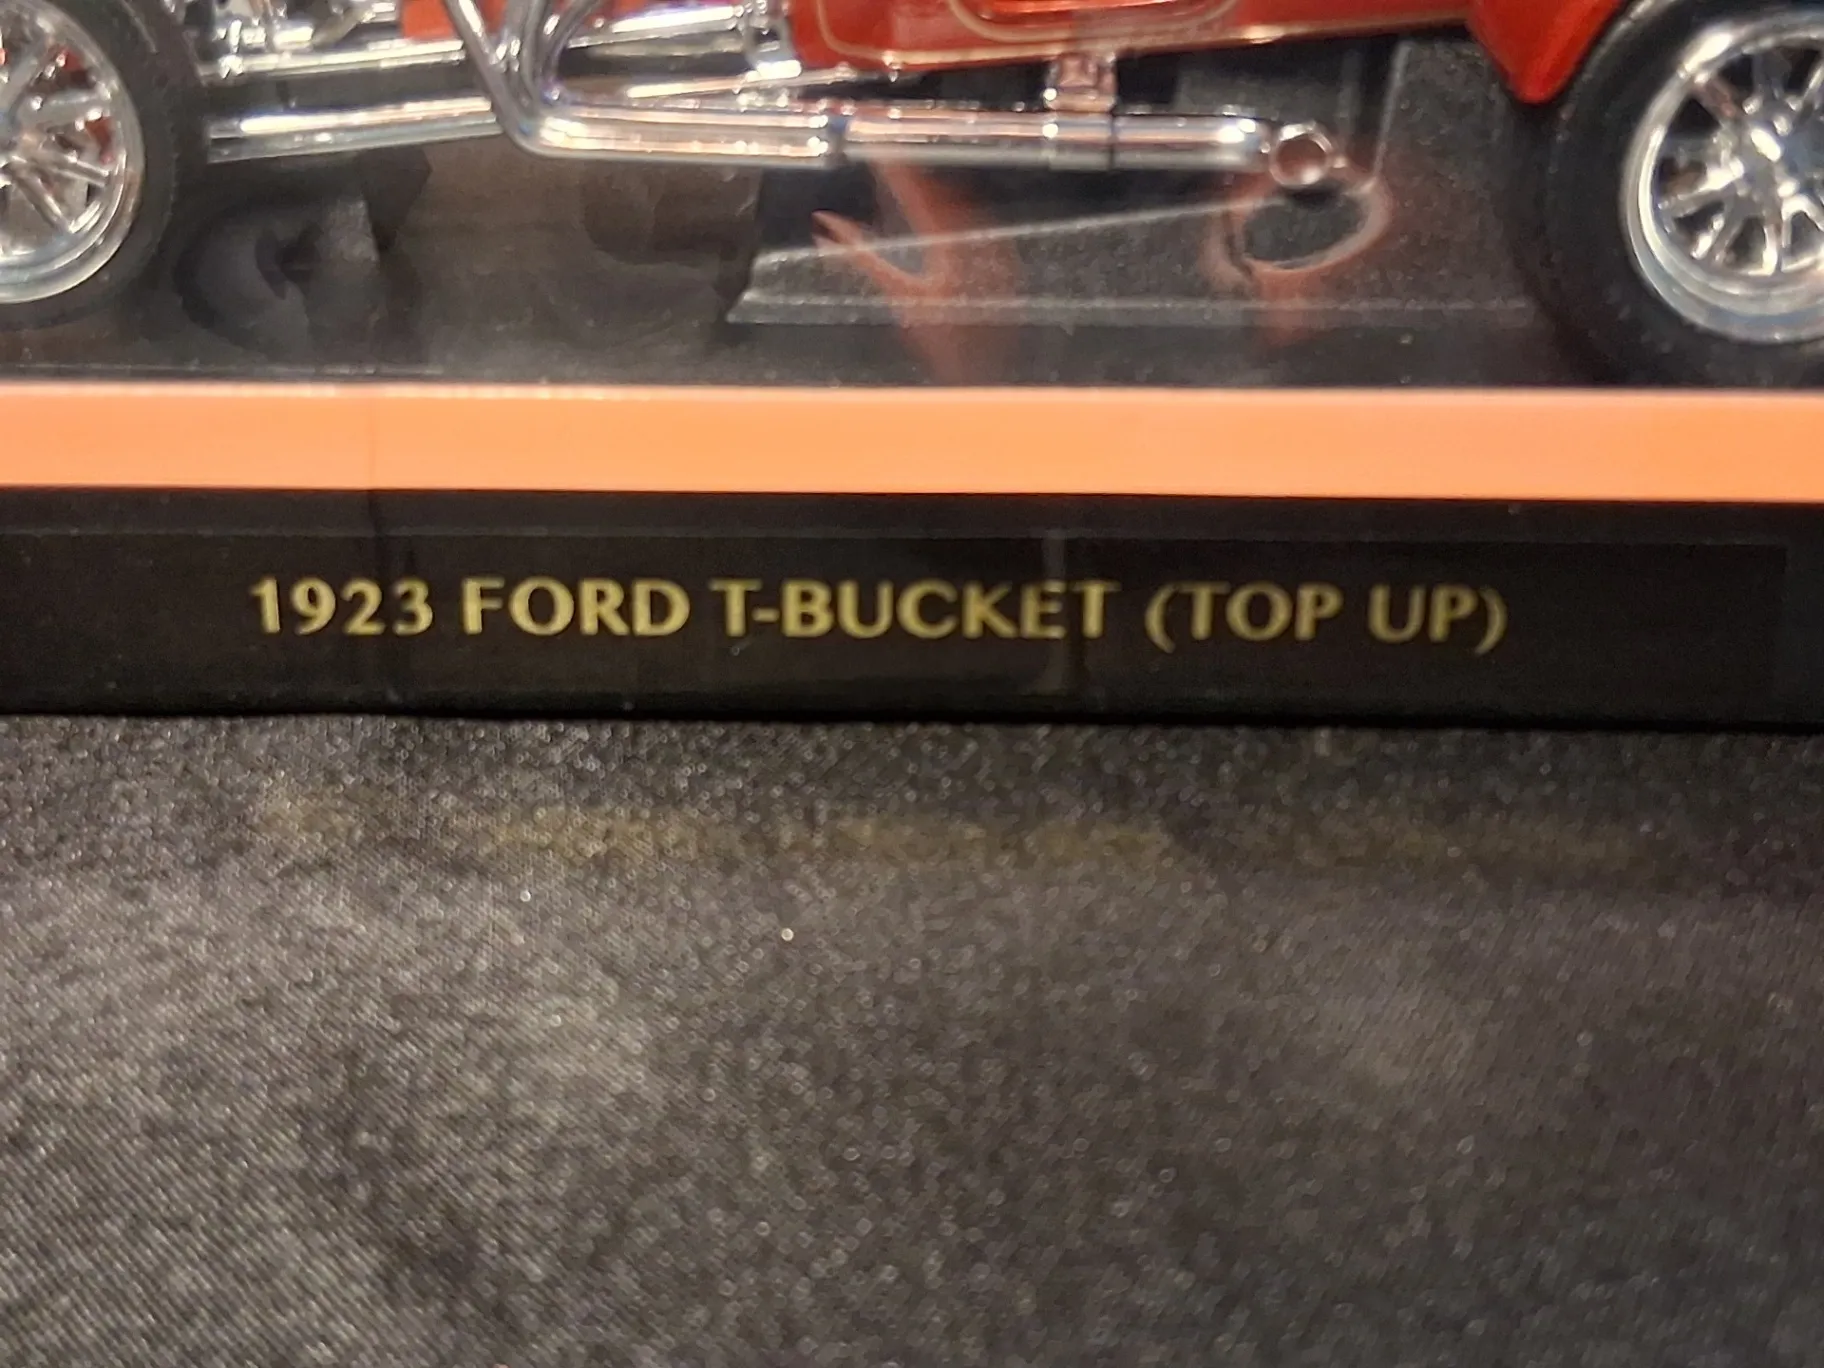 1923 FORD T-BUCKET (TOP UP)